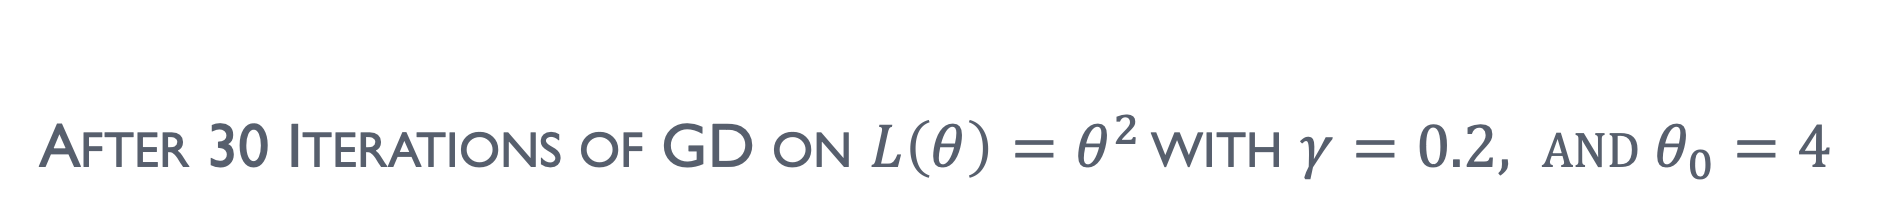 AFTER 30 ITERATIONS OF GD ON 𝐿(𝜃) = 𝜃² WITH 𝛾 = 0.2, AND 𝜃₀ = 4